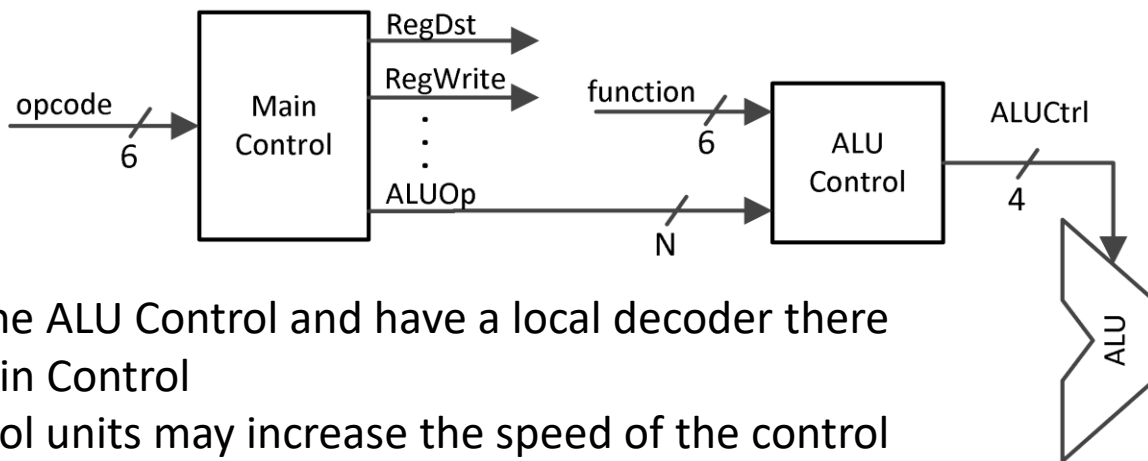 RegDst
RegWrite
opcode
6
Main
Control
ALUOp
N
function
6
ALU
Control
ALUCtrl
4
ALU
he ALU Control and have a local decoder there
in Control
ol units may increase the speed of the control